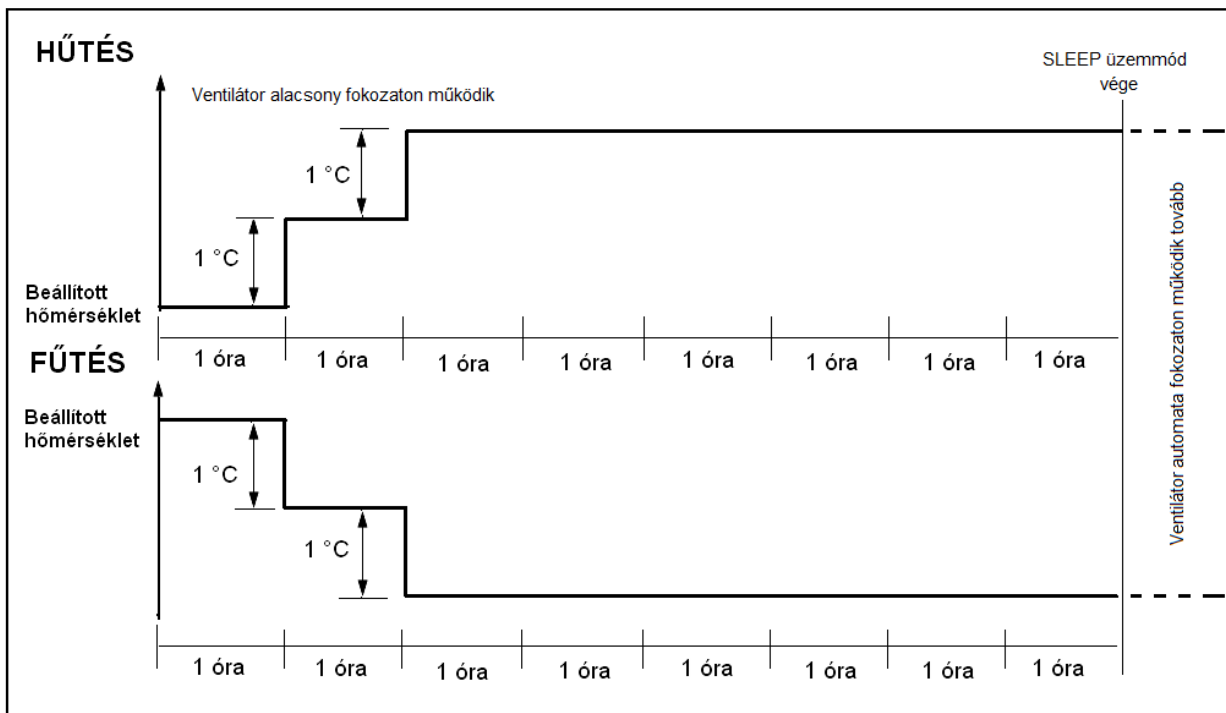 HŰTÉS
SLEEP üzemmód
vége
Ventilátor alacsony fokozaton működik
1 °C
1 °C
Beállított
hőmérséklet
1 óra 1 óra 1 óra 1 óra 1 óra 1 óra 1 óra 1 óra
FŰTÉS
Beállított
hőmérséklet
1 °C
1 °C
1 óra 1 óra 1 óra 1 óra 1 óra 1 óra 1 óra 1 óra
Ventilátor automata fokozaton működik tovább